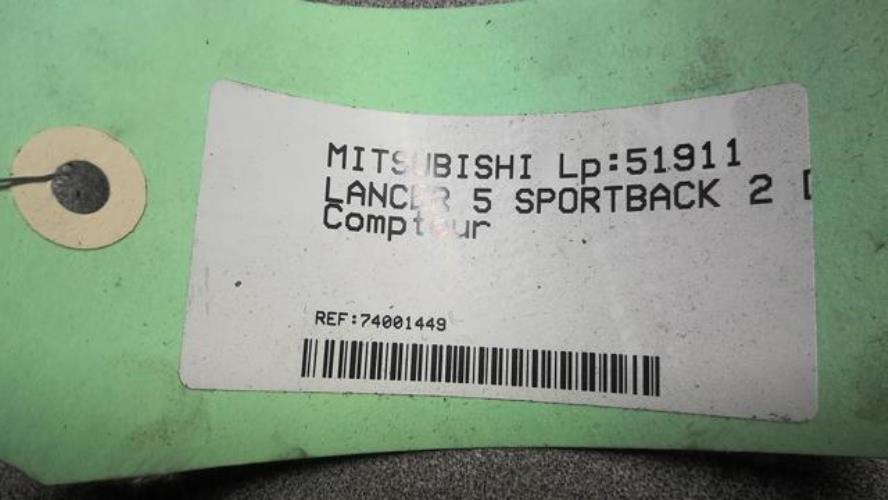 MITSUBISHI Lp:51911
LANCER 5 SPORTBACK 2
Compteur
REF:74001449